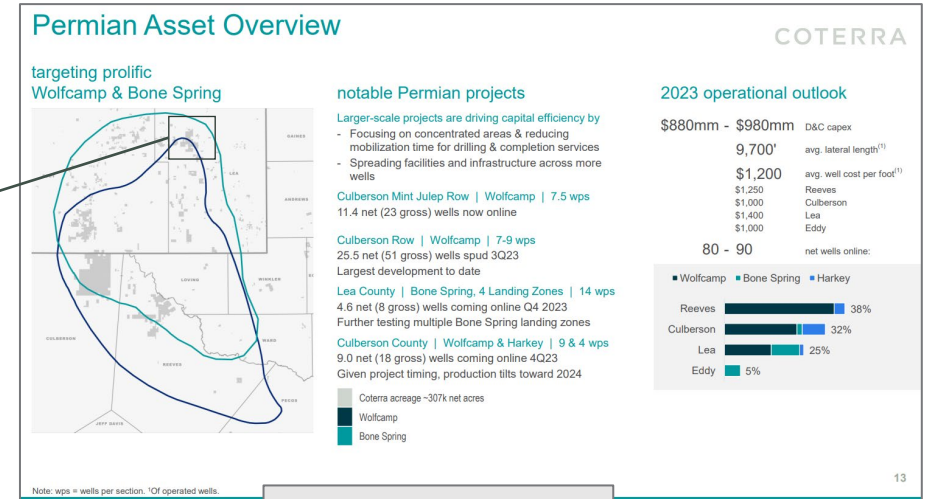 Permian Asset Overview
COTERRA
targeting prolific
Wolfcamp & Bone Spring
GAINES
LEA
ANDREWS
LOVING
WINKLER
CULBERSON
WARD
REEVES
PECOS
JEFF DAVIS
notable Permian projects
Larger-scale projects are driving capital efficiency by
- Focusing on concentrated areas & reducing
mobilization time for drilling & completion services
- Spreading facilities and infrastructure across more
wells
Culberson Mint Julep Row | Wolfcamp | 7.5 wps
11.4 net (23 gross) wells now online
Culberson Row | Wolfcamp | 7-9 wps
25.5 net (51 gross) wells spud 3Q23
Largest development to date
Lea County | Bone Spring, 4 Landing Zones | 14 wps
4.6 net (8 gross) wells coming online Q4 2023
Further testing multiple Bone Spring landing zones
Culberson County | Wolfcamp & Harkey | 9 & 4 wps
9.0 net (18 gross) wells coming online 4Q23
Given project timing, production tilts toward 2024
Coterra acreage ~307k net acres
Wolfcamp
Bone Spring
2023 operational outlook
$880mm - $980mm D&C capex
9,700' avg. lateral length(1)
$1,200 avg. well cost per foot(1)
$1,250 Reeves
$1,000 Culberson
$1,400 Lea
$1,000 Eddy
80 - 90 net wells online:
Wolfcamp Bone Spring Harkey
Reeves 38%
Culberson 32%
Lea 25%
Eddy 5%
Note: wps = wells per section. ¹Of operated wells.
13